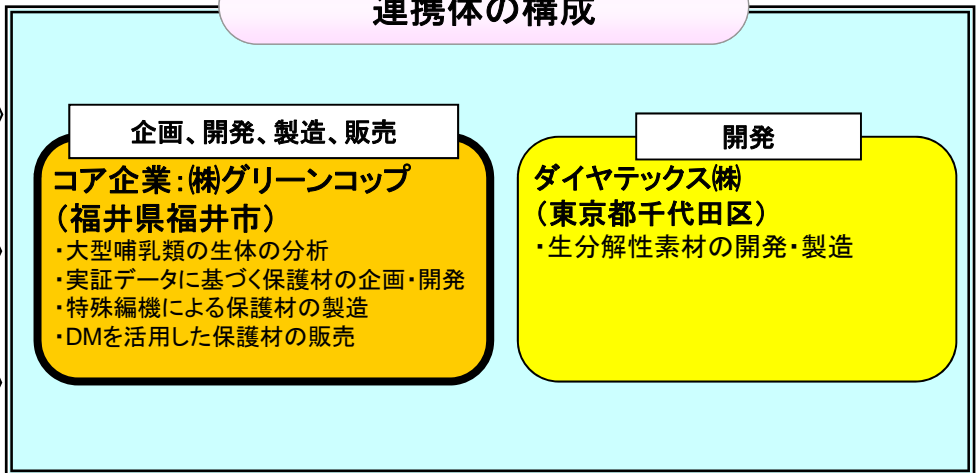 連携体の構成
企画、開発、製造、販売
コア企業：㈱グリーンコップ
（福井県福井市）
・大型哺乳類の生体の分析
・実証データに基づく保護材の企画・開発
・特殊編機による保護材の製造
・DMを活用した保護材の販売
開発
ダイヤテックス㈱
（東京都千代田区）
・生分解性素材の開発・製造